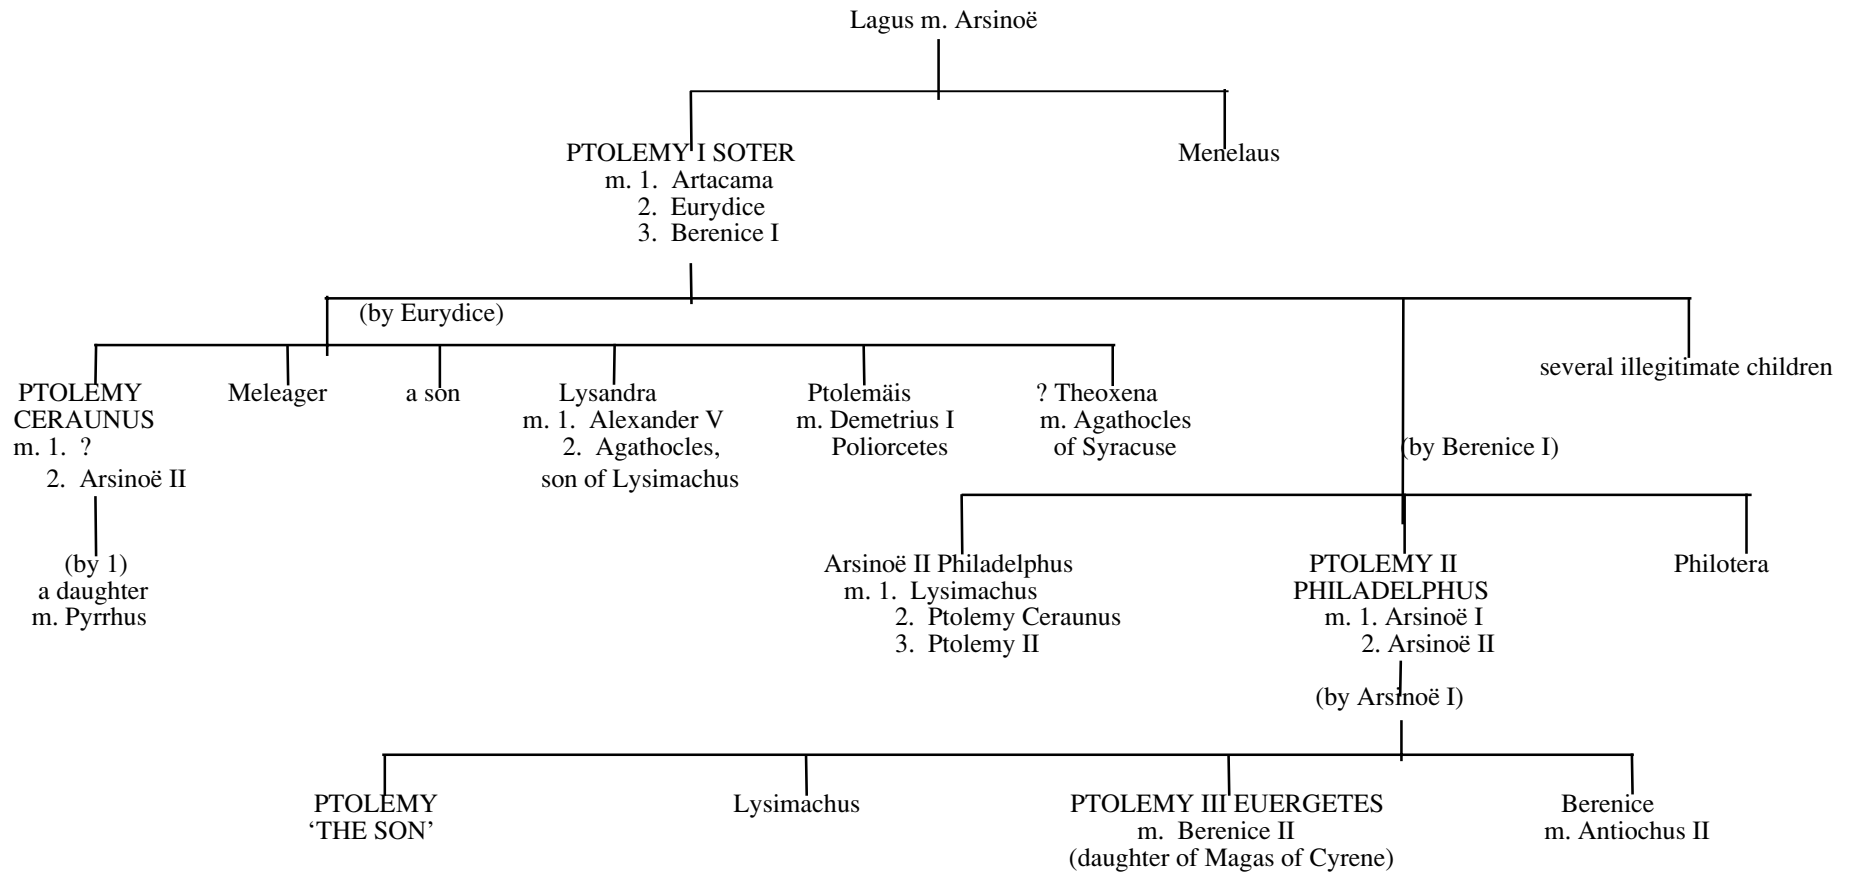 Lagus m. Arsinoë
PTOLEMY I SOTER
m. 1. Artacama
2. Eurydice
3. Berenice I
Menelaus
(by Eurydice)
several illegitimate children
PTOLEMY
CERAUNUS
m. 1. ?
2. Arsinoë II
Meleager
a son
Lysandra
m. 1. Alexander V
2. Agathocles,
son of Lysimachus
Ptolemäis
m. Demetrius I
Poliorcetes
? Theoxena
m. Agathocles
of Syracuse
(by Berenice I)
(by 1)
a daughter
m. Pyrrhus
Arsinoë II Philadelphus
m. 1. Lysimachus
2. Ptolemy Ceraunus
3. Ptolemy II
PTOLEMY II
PHILADELPHUS
m. 1. Arsinoë I
2. Arsinoë II
Philotera
(by Arsinoë I)
PTOLEMY
‘THE SON’
Lysimachus
PTOLEMY III EUERGETES
m. Berenice II
(daughter of Magas of Cyrene)
Berenice
m. Antiochus II